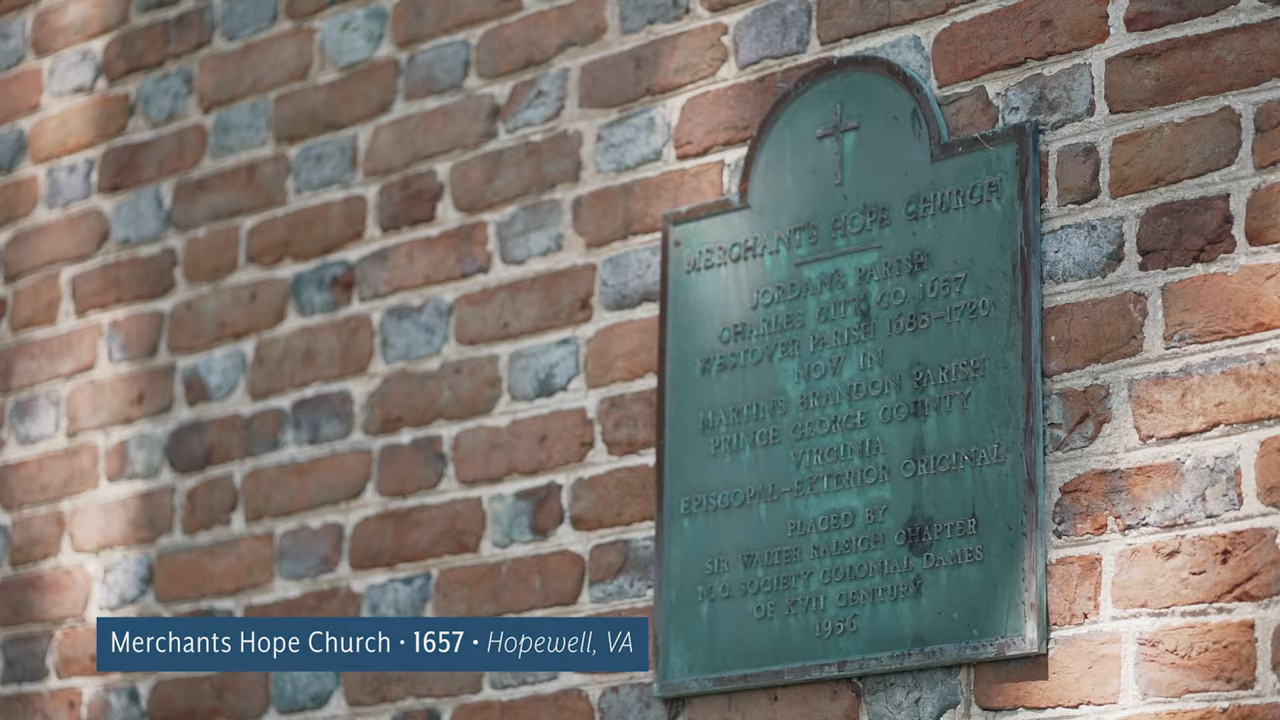 MERCHANT'S HOPE CHURCH
JORDAN'S PARISH
CHARLES CITY CO. 1657
WESTOVER PARISH 1688-1720
NOW IN
MARTIN'S BRANDON PARISH
PRINCE GEORGE COUNTY
VIRGINIA
EPISCOPAL-EXTERIOR ORIGINAL
PLACED BY
SIR WALTER RALEIGH CHAPTER
N.C. SOCIETY COLONIAL DAMES
OF XVII CENTURY
1956
Merchants Hope Church · 1657 · Hopewell, VA